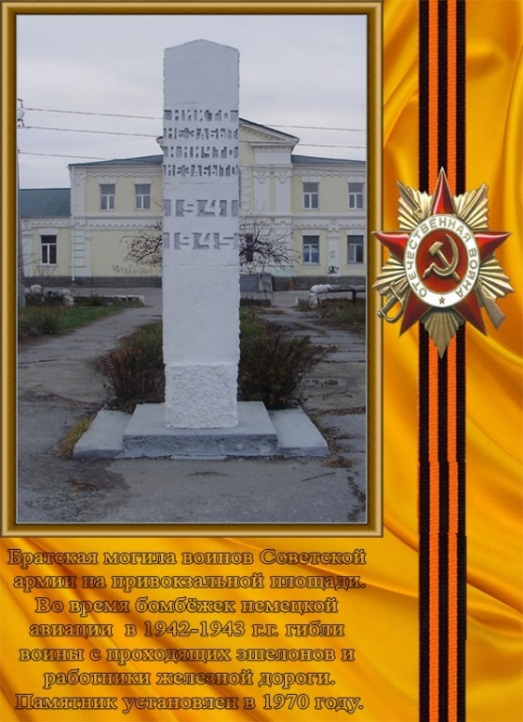 НИКТО
НЕ ЗАБЫТ
И НИЧТО
НЕ ЗАБЫТО
1941
1945
ОТЕЧЕСТВЕННАЯ ВОЙНА
Братская могила воинов Советской
армии на привокзальной площади.
Во время бомбёжек немецкой
авиации в 1942-1943 г.г. гибли
воины с проходящих эшелонов и
работники железной дороги.
Памятник установлен в 1970 году.